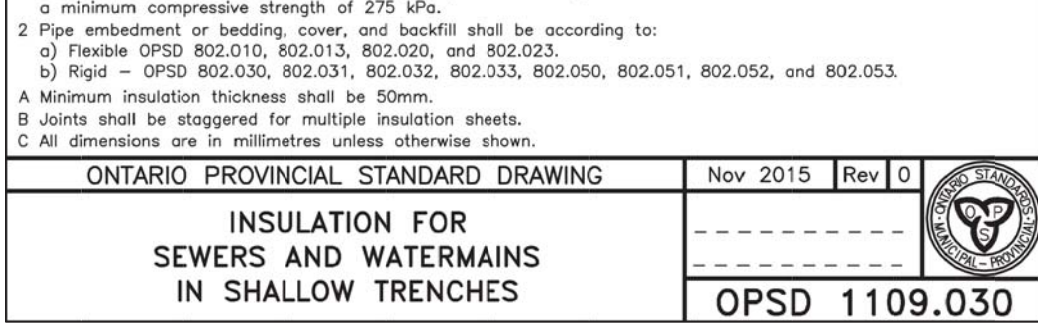 a minimum compressive strength of 275 kPa.
2 Pipe embedment or bedding, cover, and backfill shall be according to:
a) Flexible OPSD 802.010, 802.013, 802.020, and 802.023.
b) Rigid – OPSD 802.030, 802.031, 802.032, 802.033, 802.050, 802.051, 802.052, and 802.053.
A Minimum insulation thickness shall be 50mm.
B Joints shall be staggered for multiple insulation sheets.
C All dimensions are in millimetres unless otherwise shown.
ONTARIO PROVINCIAL STANDARD DRAWING
Nov 2015 Rev 0
INSULATION FOR
SEWERS AND WATERMAINS
IN SHALLOW TRENCHES
ONTARIO STANDARDS
MUNICIPAL – PROVINCIAL
O P
S
OPSD 1109.030